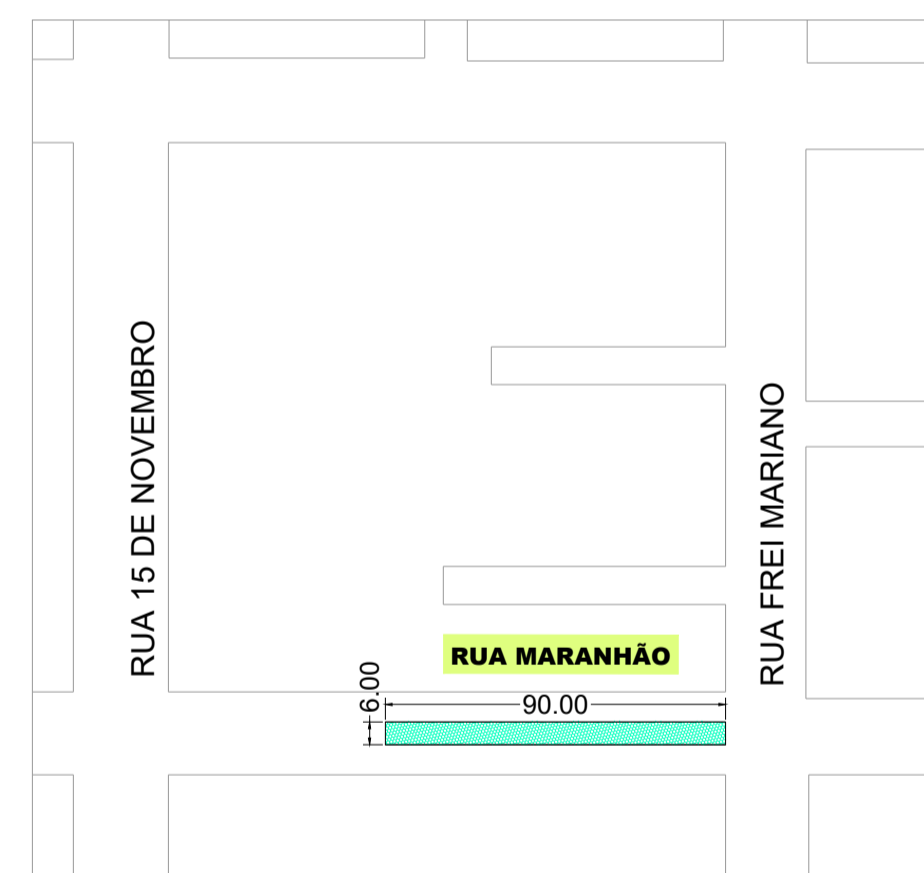 RUA 15 DE NOVEMBRO
RUA FREI MARIANO
RUA MARANHÃO
6.00
90.00